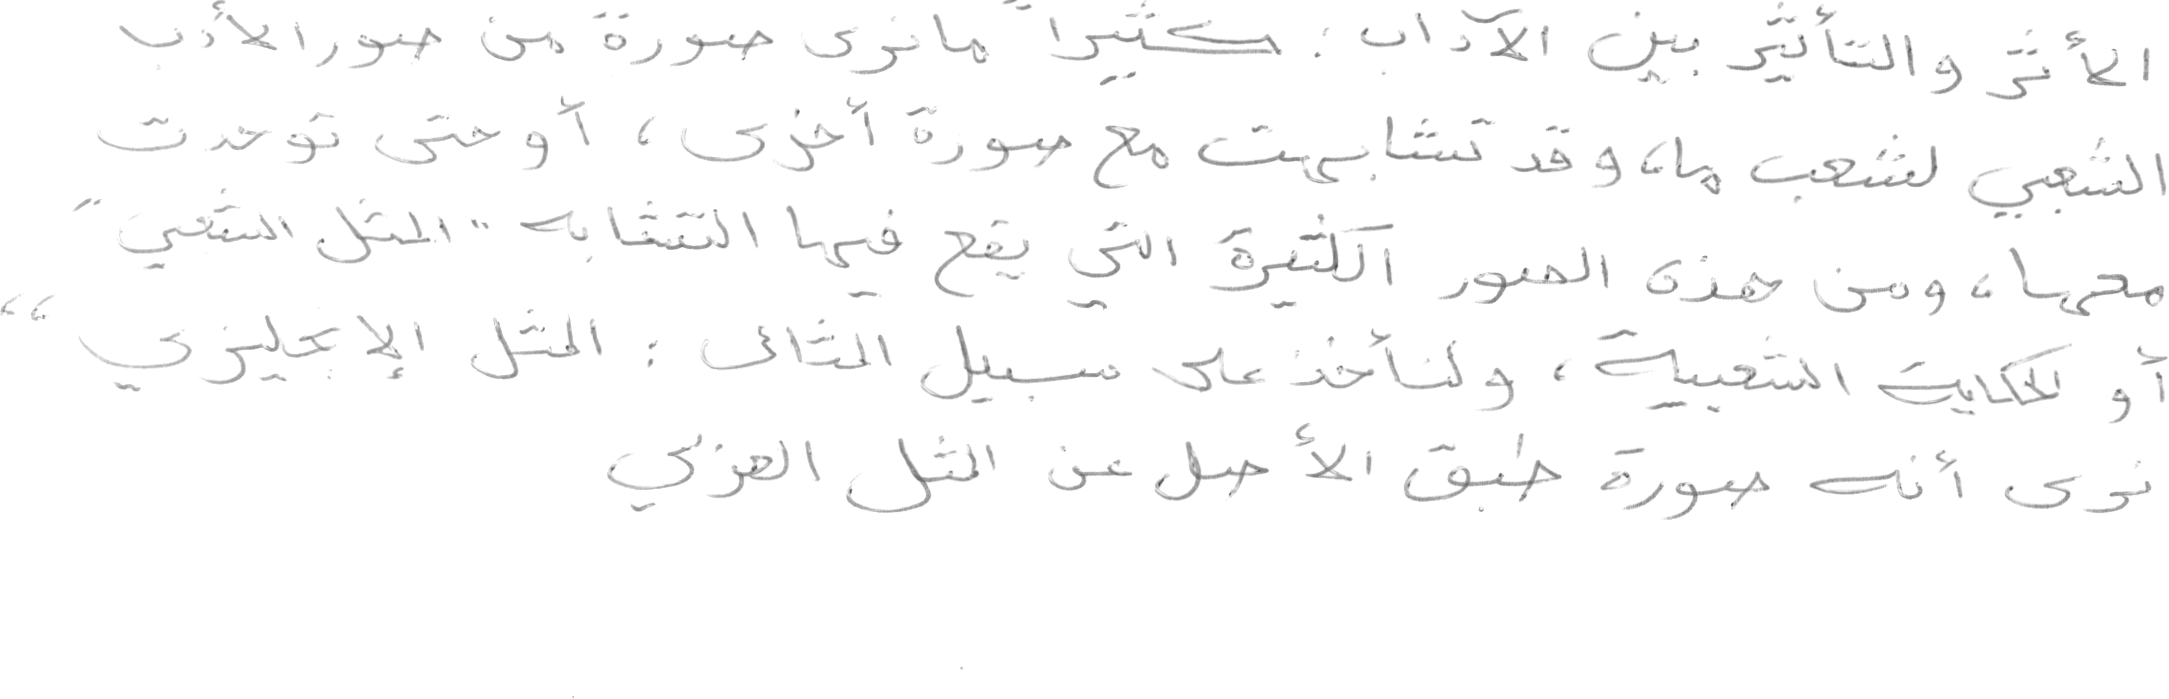 الأثر والتأثير بين الآداب : كثيراً ما نرى صورة من صور الأدب
الشعبي لشعب ما، وقد تشابهت مع صورة أخرى ، أو حتى توحدت
معها، ومن هذه الصور الكثيرة التي يقع فيها التشابه "المثل الشعبي"
أو الحكاية الشعبية ، ولنأخذ على سبيل المثال : المثل الإنجليزي ،،
نرى أنه صورة طبق الأصل عن المثل العربي